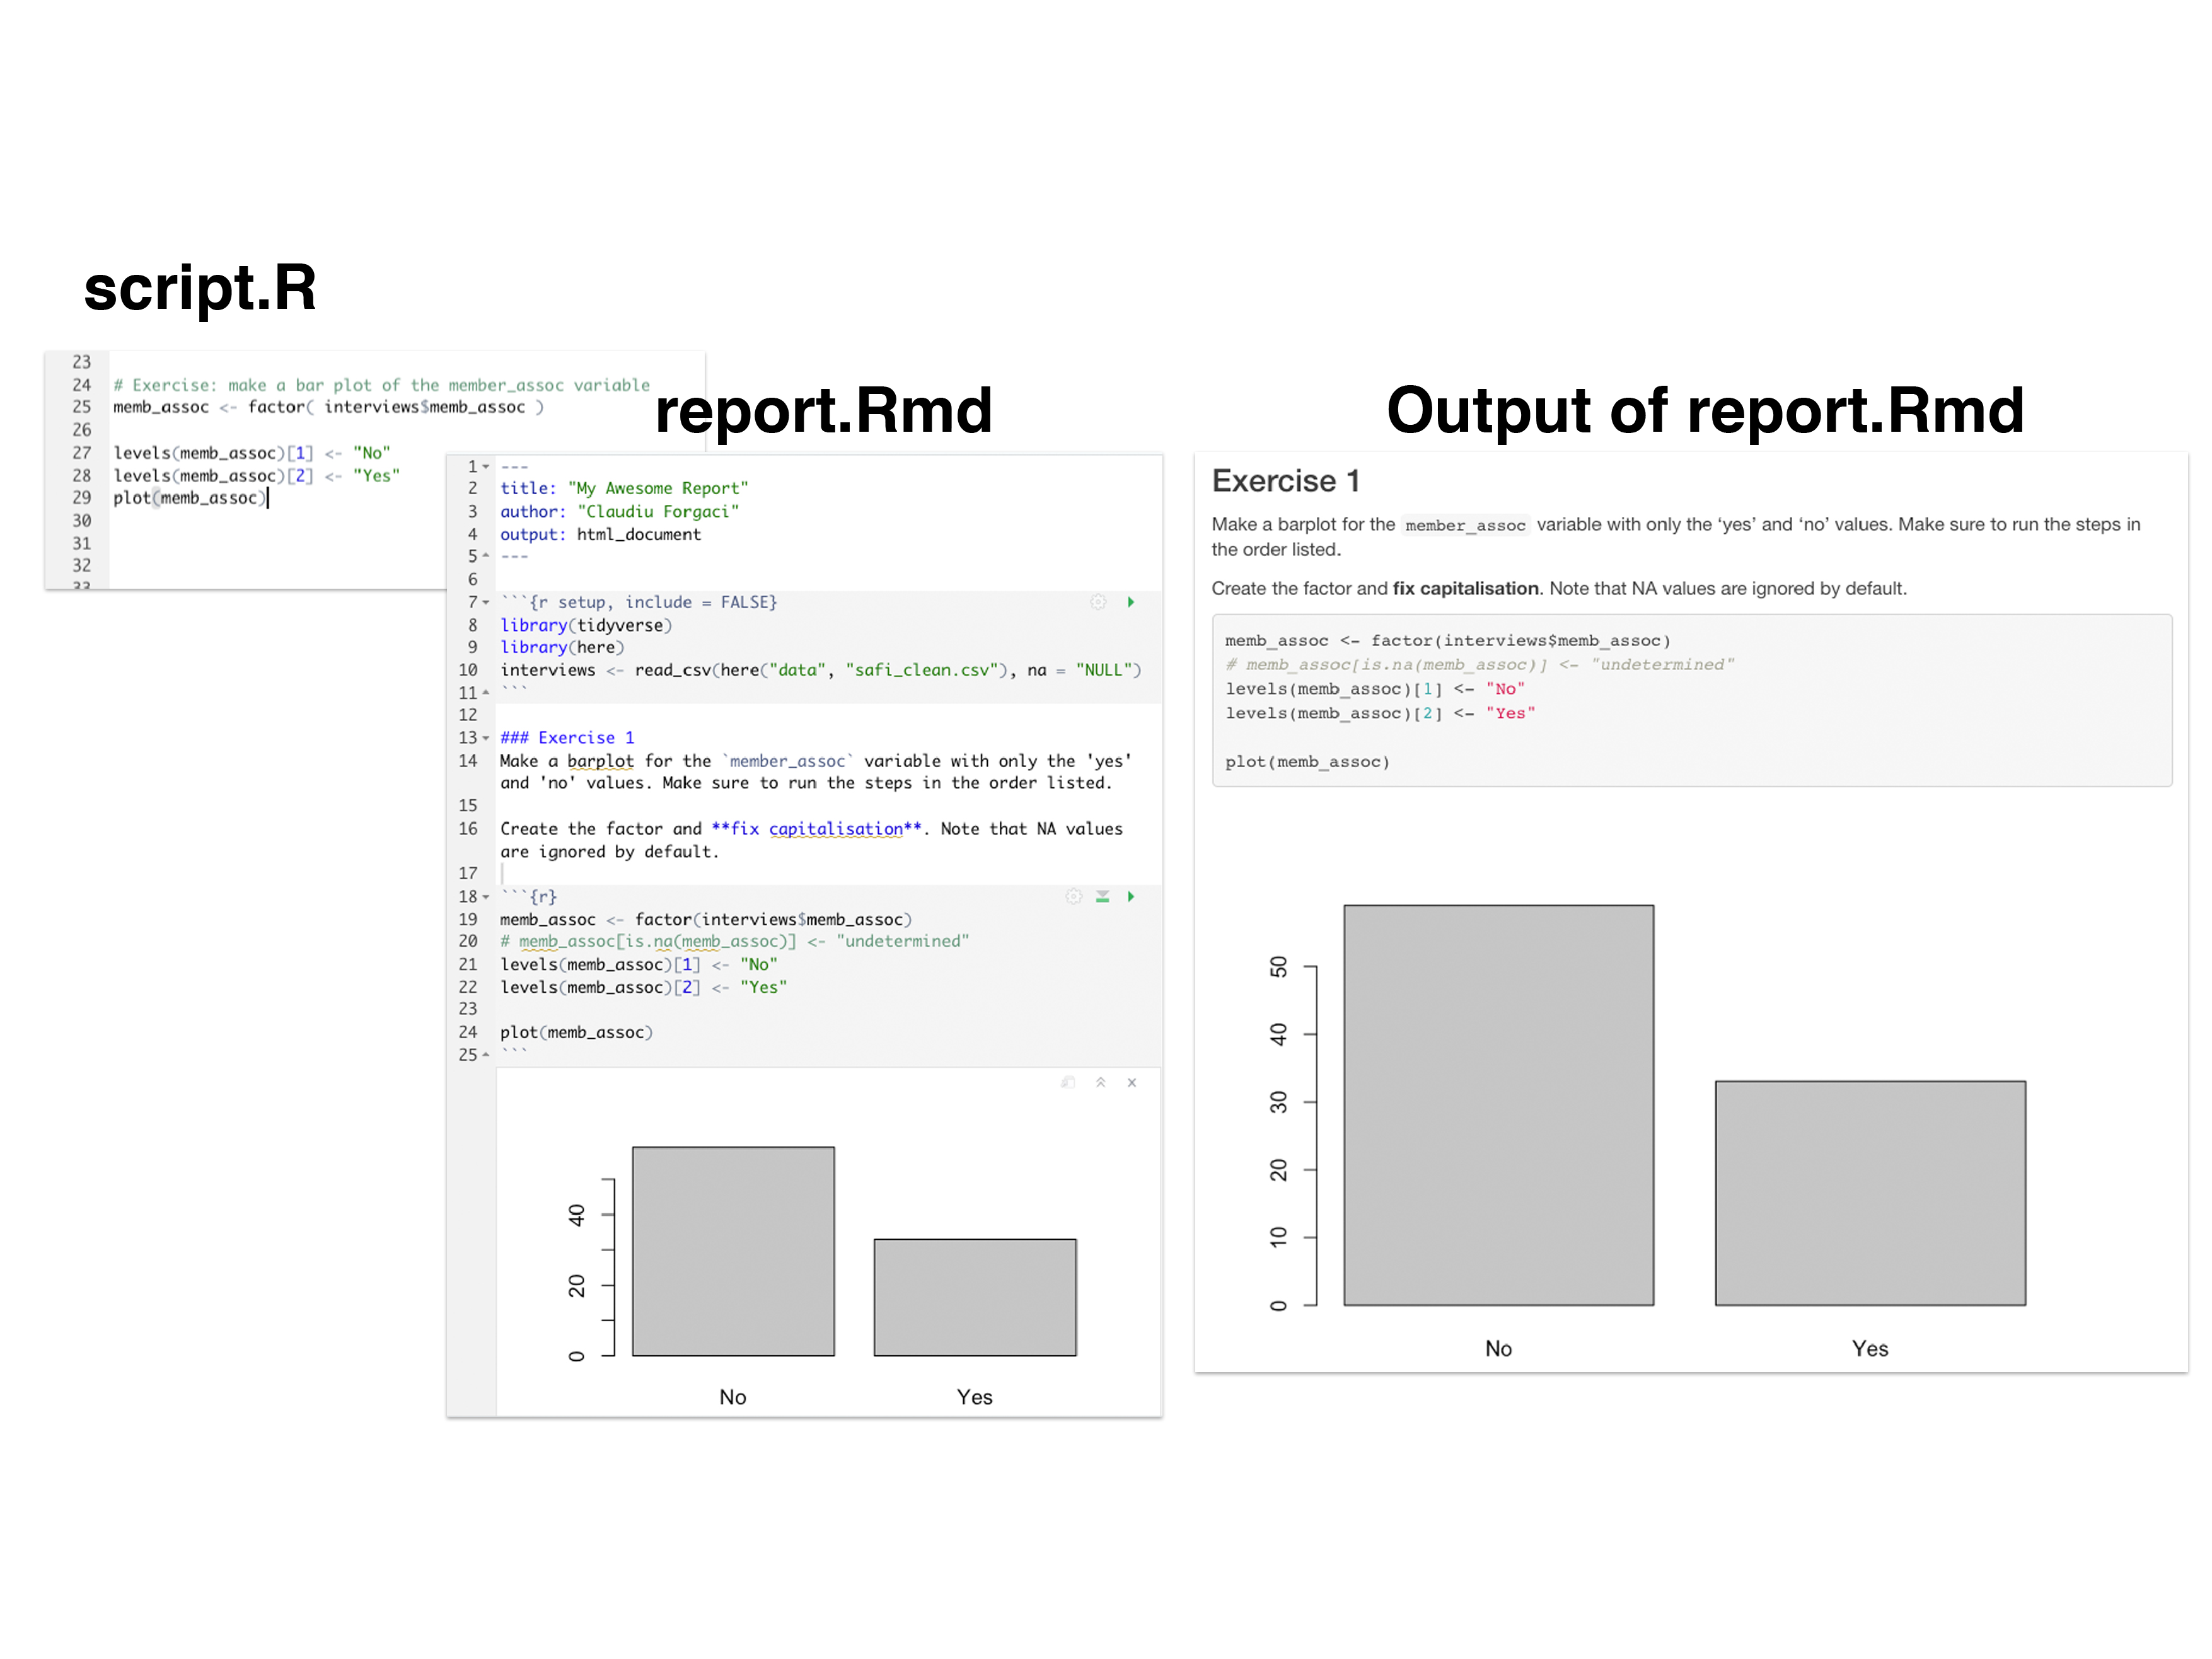 script.R
23
24 # Exercise: make a bar plot of the member_assoc variable
25 memb_assoc <- factor( interviews$memb_assoc )
26
27 levels(memb_assoc)[1] <- "No"
28 levels(memb_assoc)[2] <- "Yes"
29 plot(memb_assoc)
30
31
32
33
report.Rmd
1 ---
2 title: "My Awesome Report"
3 author: "Claudiu Forgaci"
4 output: html_document
5 ---
6
7 ```{r setup, include = FALSE}
8 library(tidyverse)
9 library(here)
10 interviews <- read_csv(here("data", "safi_clean.csv"), na = "NULL")
11 ```
12
13 ### Exercise 1
14 Make a barplot for the `member_assoc` variable with only the 'yes'
and 'no' values. Make sure to run the steps in the order listed.
15
16 Create the factor and **fix capitalisation**. Note that NA values
are ignored by default.
17
18 ```{r}
19 memb_assoc <- factor(interviews$memb_assoc)
20 # memb_assoc[is.na(memb_assoc)] <- "undetermined"
21 levels(memb_assoc)[1] <- "No"
22 levels(memb_assoc)[2] <- "Yes"
23
24 plot(memb_assoc)
25 ```
40
20
0
No Yes
Output of report.Rmd
Exercise 1
Make a barplot for the member_assoc variable with only the ‘yes’ and ‘no’ values. Make sure to run the steps in
the order listed.
Create the factor and fix capitalisation. Note that NA values are ignored by default.
memb_assoc <- factor(interviews$memb_assoc)
# memb_assoc[is.na(memb_assoc)] <- "undetermined"
levels(memb_assoc)[1] <- "No"
levels(memb_assoc)[2] <- "Yes"
plot(memb_assoc)
50
40
30
20
10
0
No Yes